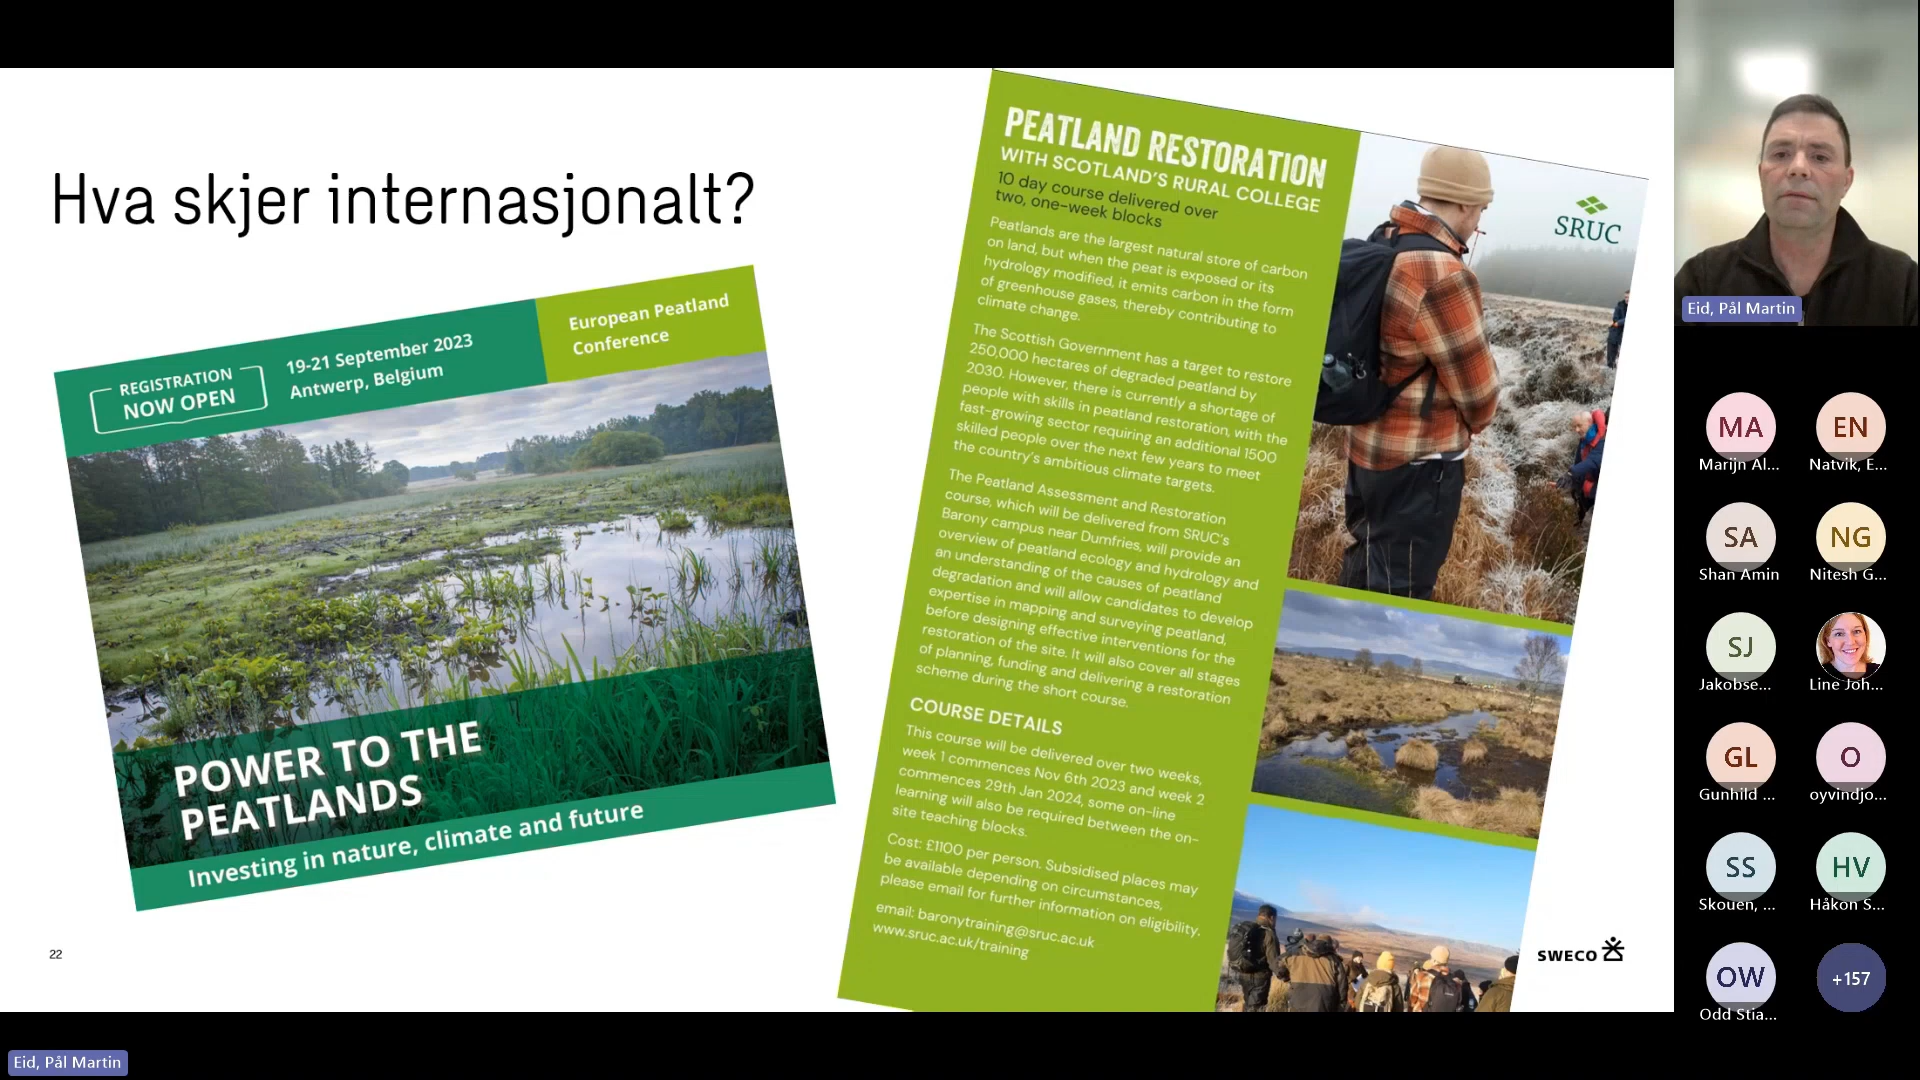 Hva skjer internasjonalt?
REGISTRATION
NOW OPEN
19-21 September 2023
Antwerp, Belgium
European Peatland
Conference
POWER TO THE
PEATLANDS
Investing in nature, climate and future
22
PEATLAND RESTORATION
WITH SCOTLAND'S RURAL COLLEGE
10 day course delivered over
two, one-week blocks
Peatlands are the largest natural store of carbon
on land, but when the peat is exposed or its
hydrology modified, it emits carbon in the form
of greenhouse gases, thereby contributing to
climate change.
The Scottish Government has a target to restore
250,000 hectares of degraded peatland by
2030. However, there is currently a shortage of
people with skills in peatland restoration, with the
fast-growing sector requiring an additional 1500
skilled people over the next few years to meet
the country's ambitious climate targets.
The Peatland Assessment and Restoration
course, which will be delivered from SRUC's
Barony campus near Dumfries, will provide an
overview of peatland ecology and hydrology and
an understanding of the causes of peatland
degradation and will allow candidates to develop
expertise in mapping and surveying peatland,
before designing effective interventions for the
restoration of the site. It will also cover all stages
of planning, funding and delivering a restoration
scheme during the short course.
COURSE DETAILS
This course will be delivered over two weeks,
week 1 commences Nov 6th 2023 and week 2
commences 29th Jan 2024, some on-line
learning will also be required between the on-
site teaching blocks.
Cost: £1100 per person. Subsidised places may
be available depending on circumstances,
please email for further information on eligibility.
email: baronytraining@sruc.ac.uk
www.sruc.ac.uk/training
SRUC
SWECO
Eid, Pål Martin
MA
Marijn Al...
EN
Natvik, E...
SA
Shan Amin
NG
Nitesh G...
SJ
Jakobse...
Line Joh...
GL
Gunhild ...
O
oyvindjo...
SS
Skouen, ...
HV
Håkon S...
OW
Odd Stia...
+157
Eid, Pål Martin